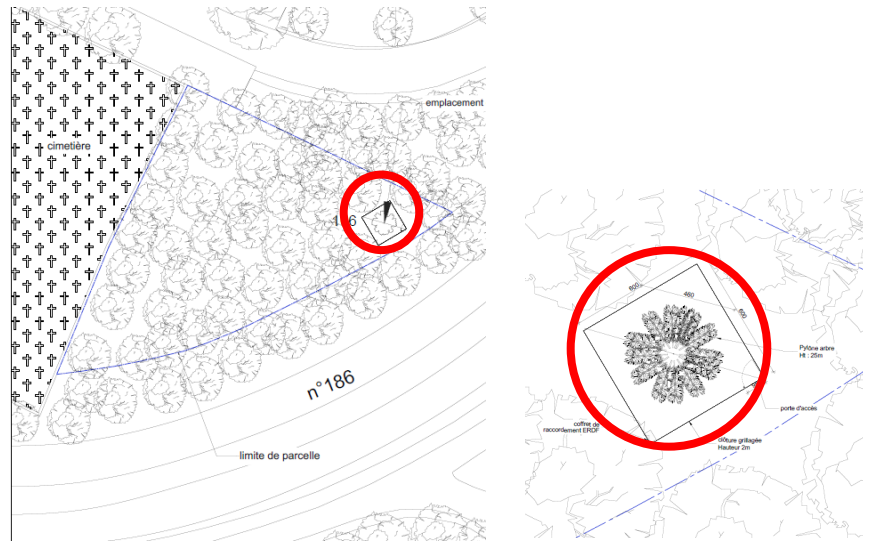 emplacement
cimetière
n°186
limite de parcelle
600
460
600
Pylône arbre
Ht : 25m
porte d'accès
coffret de
raccordement ERDF
clôture grillagée
Hauteur 2m